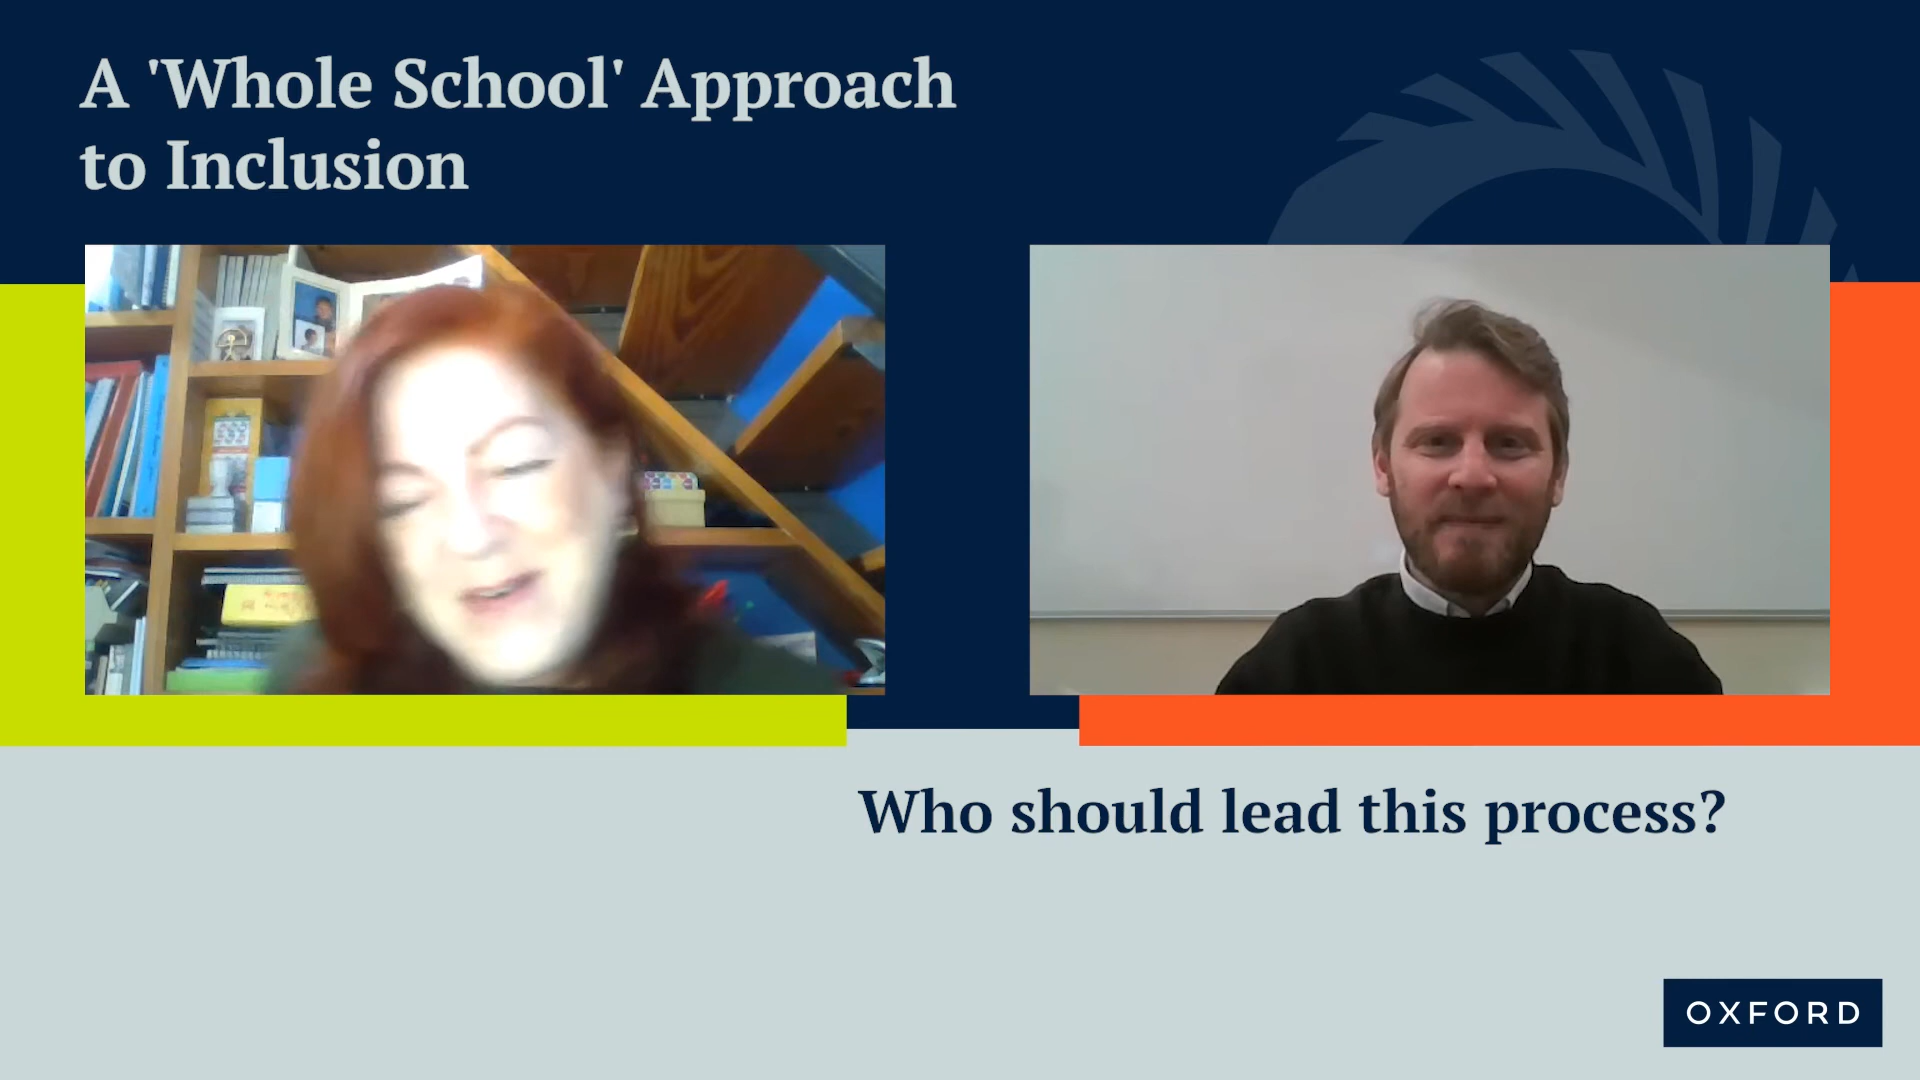 A 'Whole School' Approach
to Inclusion
Who should lead this process?
OXFORD